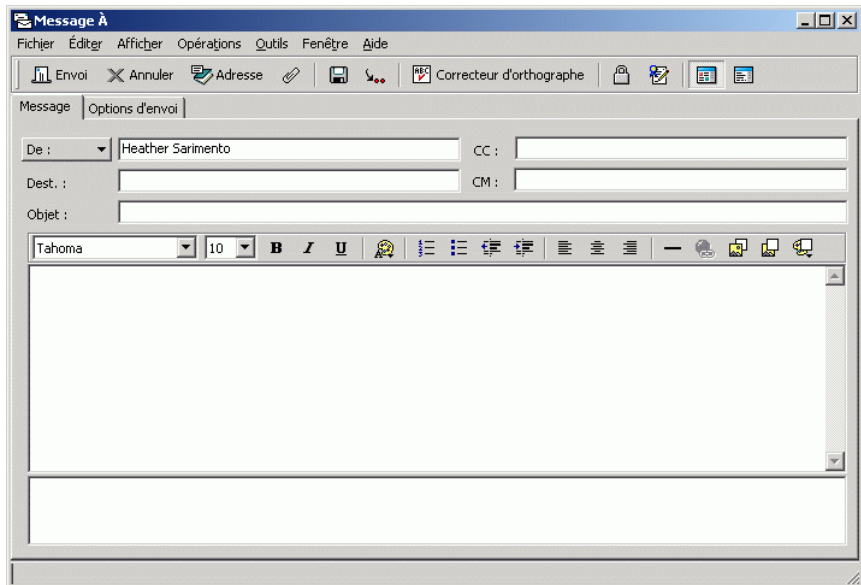 Message À
Fichier Éditer Afficher Opérations Outils Fenêtre Aide
Envoi Annuler Adresse ABC Correcteur d'orthographe
Message Options d'envoi
De : Heather Sarimento CC :
Dest. : CM :
Objet :
Tahoma 10 B I U